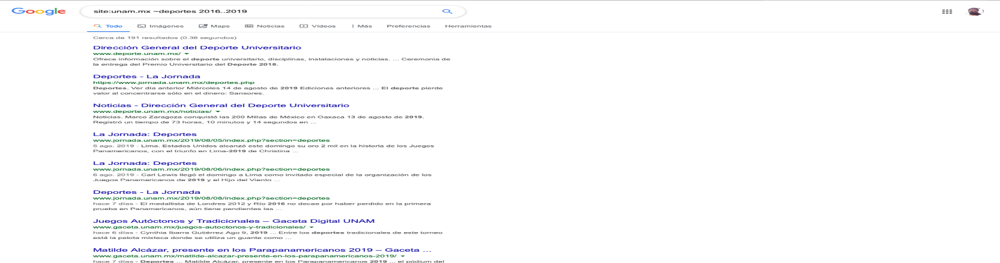 Google site:unam.mx ~deportes 2016..2019
Todo Imágenes Maps Noticias Vídeos Más Preferencias Herramientas
Cerca de 191 resultados (0.36 segundos)
Dirección General del Deporte Universitario
www.deporte.unam.mx/
Ofrece información sobre el deporte universitario, disciplinas, instalaciones y noticias. ... Ceremonia de
la entrega del Premio Universitario del Deporte 2018.
Deportes - La Jornada
https://www.jornada.unam.mx/deportes.php
Deportes. Ver día anterior Miércoles 14 de agosto de 2019 Ediciones anteriores ... El deporte pierde
valor al concentrarse sólo en el dinero: Sansores.
Noticias - Dirección General del Deporte Universitario
www.deporte.unam.mx/noticias/
Noticias. Marco Zaragoza conquistó las 200 Millas de México en Oaxaca 13 de agosto de 2019.
Registró un tiempo de 73 horas, 10 minutos y 14 segundos en ...
La Jornada: Deportes
www.jornada.unam.mx/2019/08/05/index.php?section=deportes
5 ago. 2019 - Lima. Estados Unidos alcanzó este domingo su oro 2 mil en la historia de los Juegos
Panamericanos, con el triunfo en Lima-2019 de Christina ...
La Jornada: Deportes
www.jornada.unam.mx/2019/08/06/index.php?section=deportes
6 ago. 2019 - Carl Lewis llegó el domingo a Lima como invitado especial de la organización de los
Juegos Panamericanos de 2019 y el Hijo del Viento ...
Deportes - La Jornada
www.jornada.unam.mx/2019/08/08/index.php?section=deportes
hace 7 días - El medallista de Londres 2012 y Río 2016 no decae por haber perdido en la primera
prueba en Panamericanos, aún tiene pendientes las ...
Juegos Autóctonos y Tradicionales – Gaceta Digital UNAM
www.gaceta.unam.mx/juegos-autoctonos-y-tradicionales/
hace 6 días - Cynthia Ibarra Gutiérrez Ago 9, 2019 ... Entre los deportes tradicionales de este torneo
está la pelota mixteca donde se utiliza un guante como ...
Matilde Alcázar, presente en los Parapanamericanos 2019 – Gaceta ...
www.gaceta.unam.mx/matilde-alcazar-presente-en-los-parapanamericanos-2019/
hace 7 días - Deportes ... Matilde Alcázar, presente en los Parapanamericanos 2019 ... el pódium del